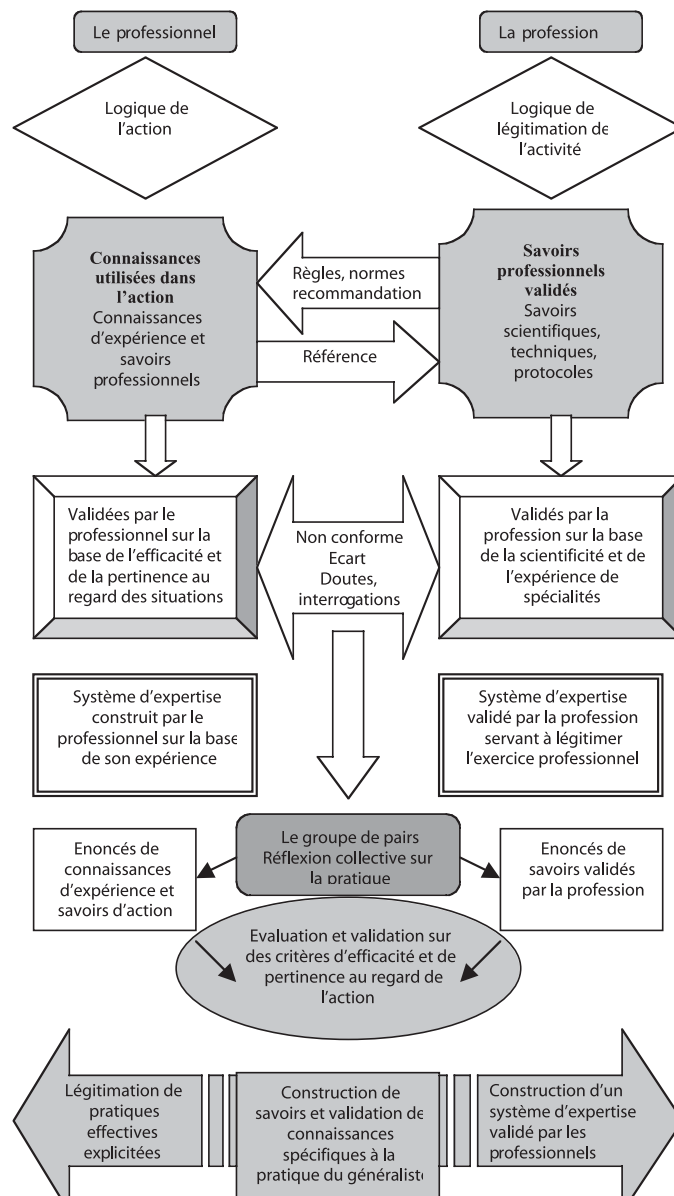 Le professionnel
La profession
Logique de
l'action
Logique de
légitimation de
l'activité
Connaissances
utilisées dans
l'action
Connaissances
d'expérience et
savoirs
professionnels
Règles, normes
recommandation
Référence
Savoirs
professionnels
validés
Savoirs
scientifiques,
techniques,
protocoles
Validées par le
professionnel sur la
base de l'efficacité et
de la pertinence au
regard des situations
Non conforme
Ecart
Doutes,
interrogations
Validés par la
profession sur la base
de la scientificité et de
l'expérience de
spécialités
Système d'expertise
construit par le
professionnel sur la base
de son expérience
Système d'expertise
validé par la profession
servant à légitimer
l'exercice professionnel
Enoncés de
connaissances
d'expérience et
savoirs d'action
Le groupe de pairs
Réflexion collective sur
la pratique
Enoncés de
savoirs validés
par la profession
Evaluation et validation sur
des critères d'efficacité et de
pertinence au regard de
l'action
Légitimation de
pratiques
effectives
explicitées
Construction de
savoirs et validation de
connaissances
spécifiques à la
pratique du généraliste
Construction d'un
système d'expertise
validé par les
professionnels